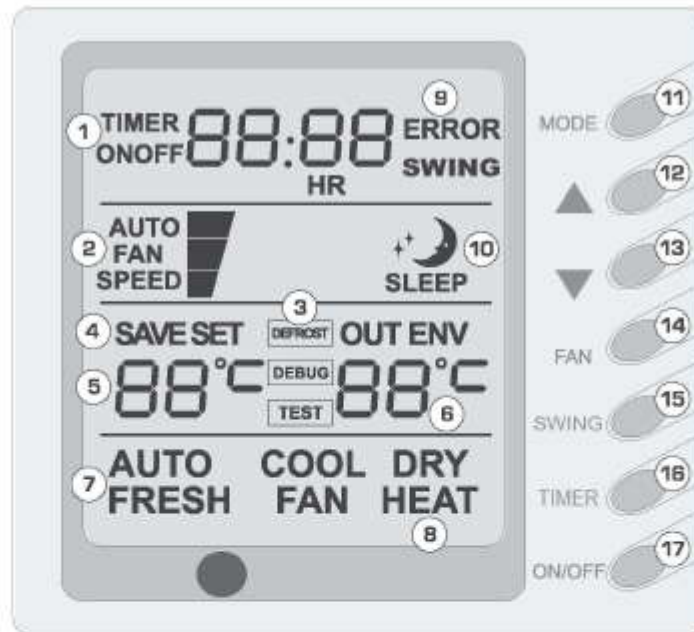 9
11
1 TIMER 88:88 ERROR MODE
ONOFF SWING
HR
12
AUTO
2 FAN 10
SPEED SLEEP
13
3
4 SAVE SET DEFROST OUT ENV
14
5 88°C DEBUG 88°C
FAN
TEST 6
15
SWING
AUTO COOL DRY
7 FRESH FAN HEAT
16
TIMER
8
17
ON/OFF